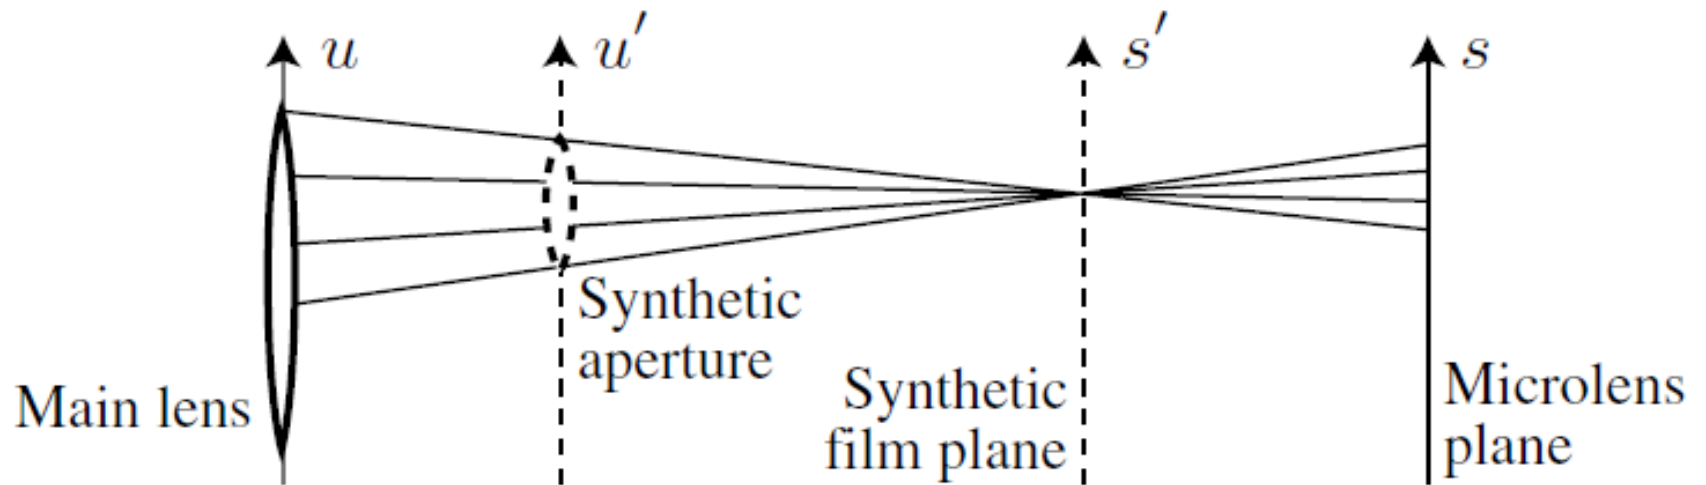 u
u′
s′
s
Synthetic
aperture
Main lens
Synthetic
film plane
Microlens
plane